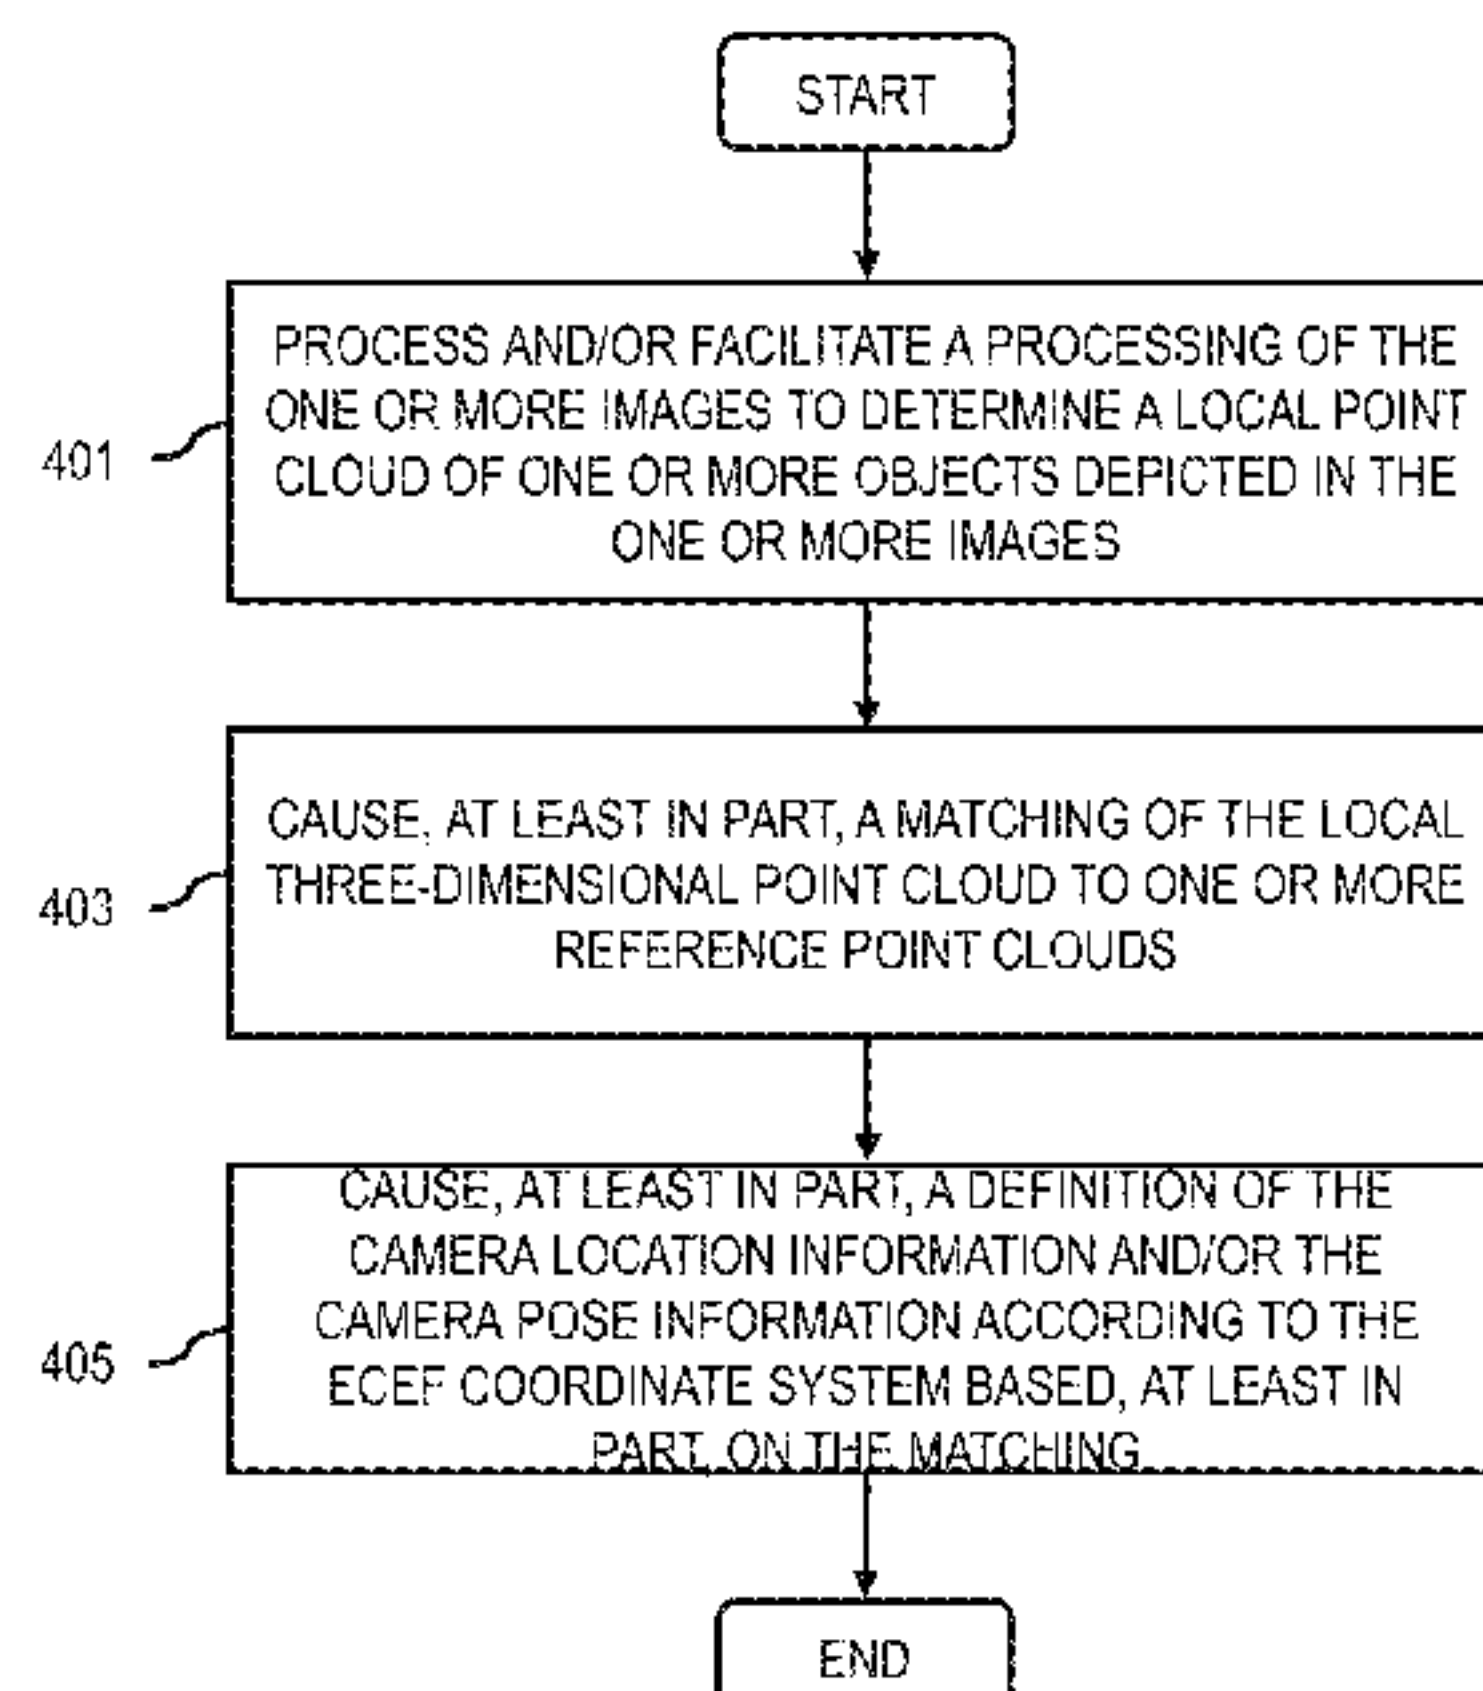 START
PROCESS AND/OR FACILITATE A PROCESSING OF THE
ONE OR MORE IMAGES TO DETERMINE A LOCAL POINT
CLOUD OF ONE OR MORE OBJECTS DEPICTED IN THE
ONE OR MORE IMAGES
401
CAUSE, AT LEAST IN PART, A MATCHING OF THE LOCAL
THREE-DIMENSIONAL POINT CLOUD TO ONE OR MORE
REFERENCE POINT CLOUDS
403
CAUSE, AT LEAST IN PART, A DEFINITION OF THE
CAMERA LOCATION INFORMATION AND/OR THE
CAMERA POSE INFORMATION ACCORDING TO THE
ECEF COORDINATE SYSTEM BASED, AT LEAST IN
PART, ON THE MATCHING
405
END